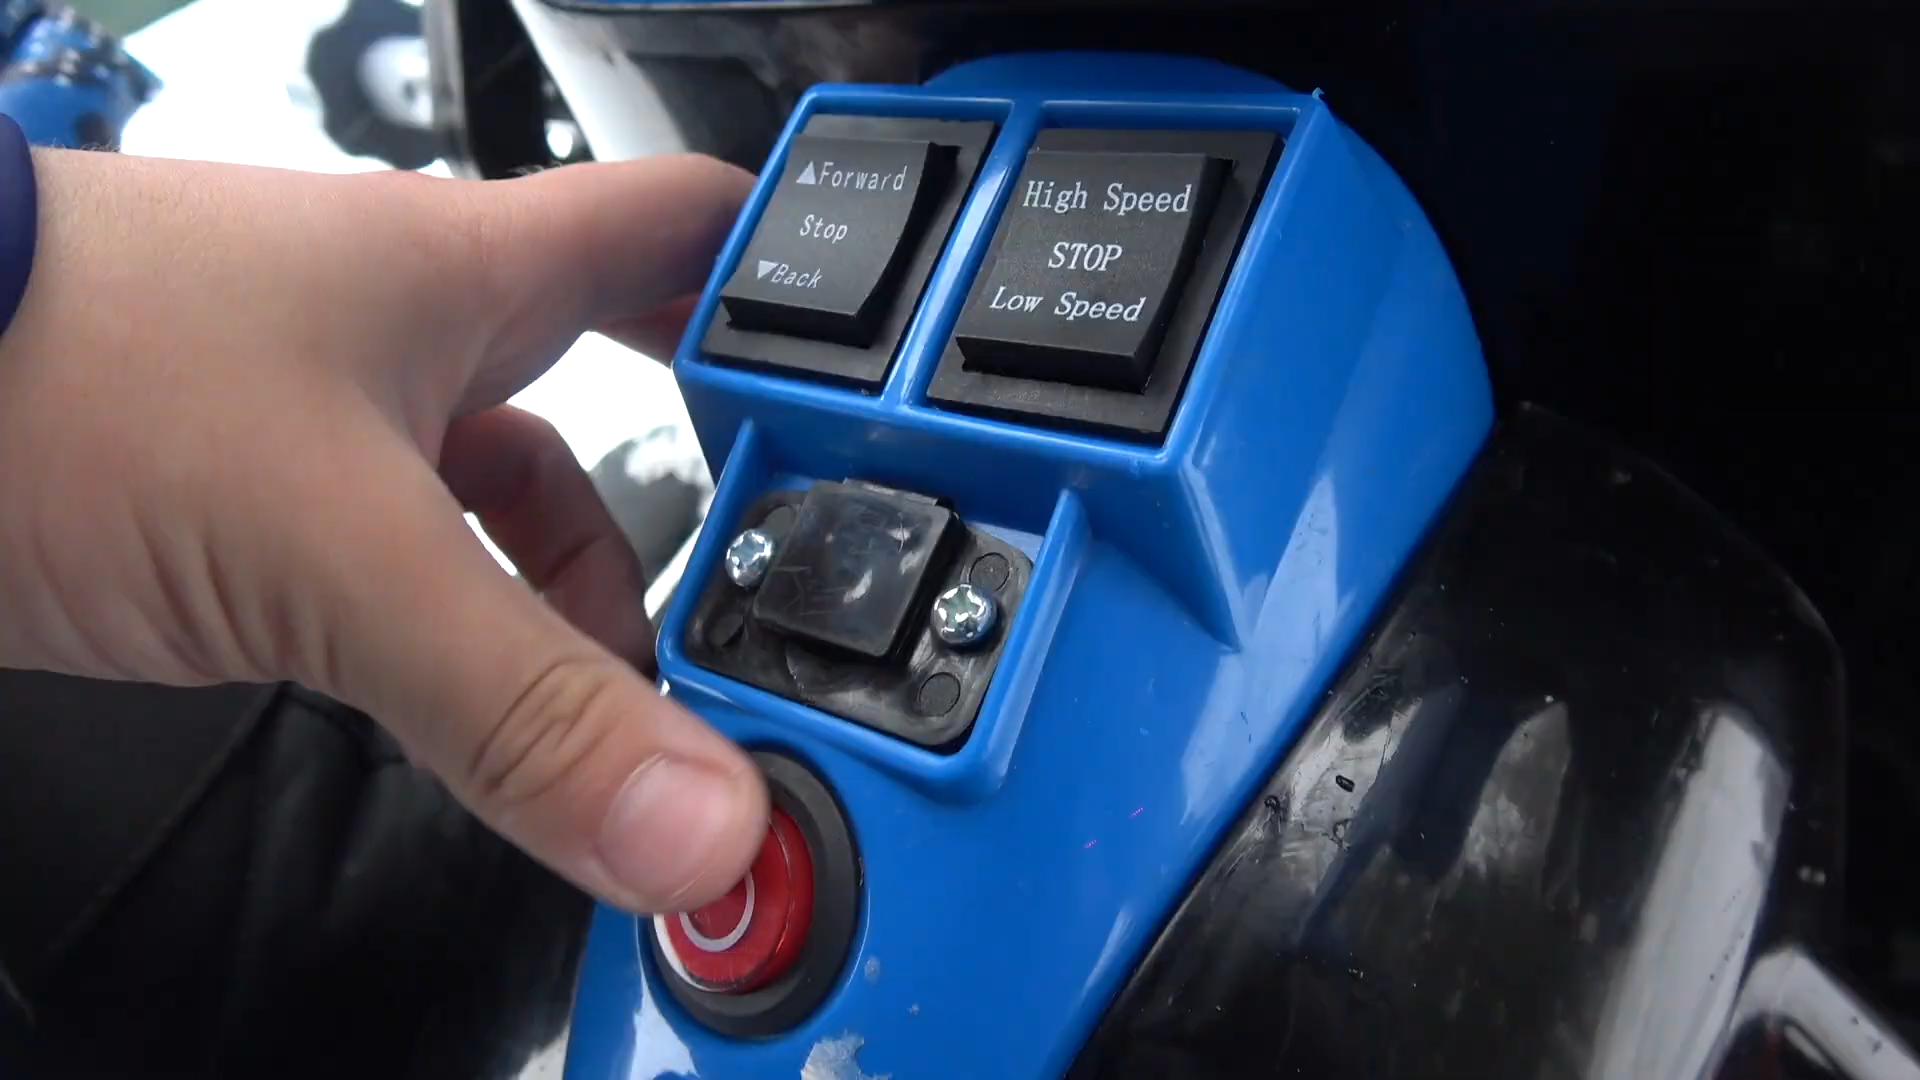 ▲Forward
Stop
▼Back
High Speed
STOP
Low Speed